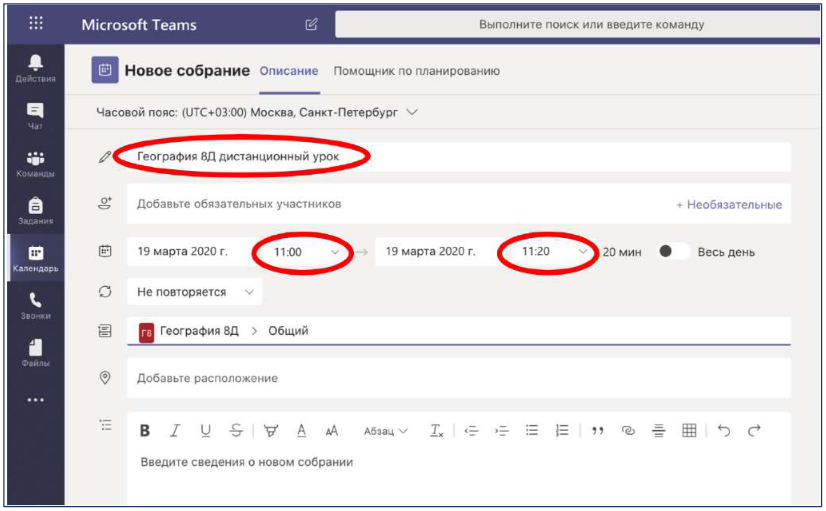 Microsoft Teams
Выполните поиск или введите команду
Действия
Чат
Команды
Задания
Календарь
Звонки
Файлы
Новое собрание Описание Помощник по планированию
Часовой пояс: (UTC+03:00) Москва, Санкт-Петербург
География 8Д дистанционный урок
Добавьте обязательных участников + Необязательные
19 марта 2020 г. 11:00 → 19 марта 2020 г. 11:20 20 мин Весь день
Не повторяется
Г8 География 8Д > Общий
Добавьте расположение
B I U S A AA Абзац Tx
Введите сведения о новом собрании